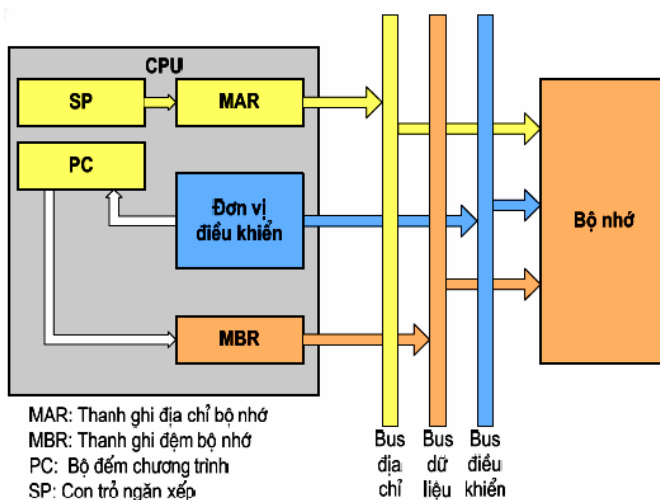 CPU
SP
MAR
PC
Đơn vị
điều khiển
Bộ nhớ
MBR
MAR: Thanh ghi địa chỉ bộ nhớ
MBR: Thanh ghi đệm bộ nhớ
PC: Bộ đếm chương trình
SP: Con trỏ ngăn xếp
Bus
địa
chỉ
Bus
dữ
liệu
Bus
điều
khiển